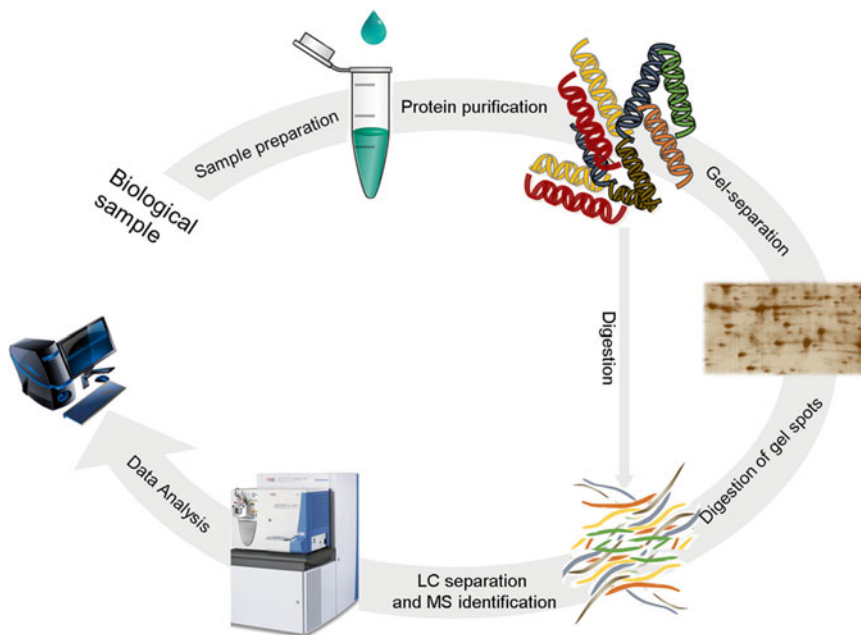 Biological
sample
Sample preparation
Protein purification
Gel-separation
Digestion
Digestion of gel spots
LC separation
and MS identification
Data Analysis